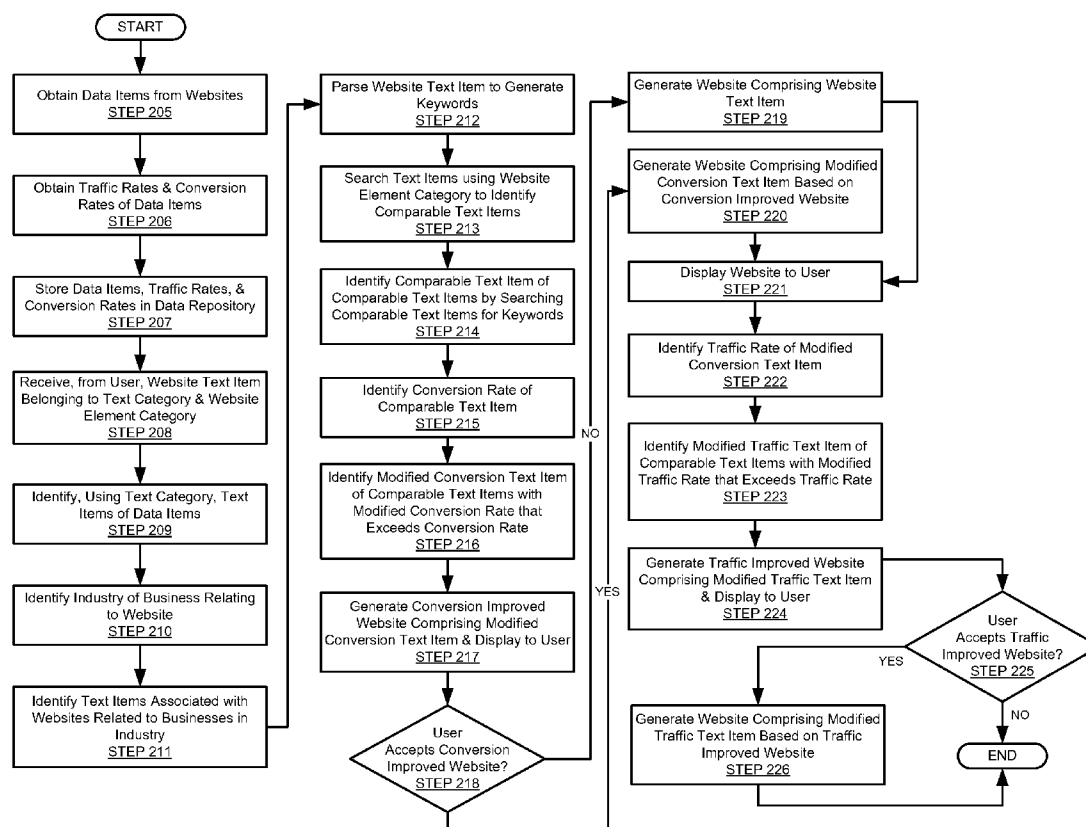 START
Obtain Data Items from Websites
STEP 205
Obtain Traffic Rates & Conversion
Rates of Data Items
STEP 206
Store Data Items, Traffic Rates, &
Conversion Rates in Data Repository
STEP 207
Receive, from User, Website Text Item
Belonging to Text Category & Website
Element Category
STEP 208
Identify, Using Text Category, Text
Items of Data Items
STEP 209
Identify Industry of Business Relating
to Website
STEP 210
Identify Text Items Associated with
Websites Related to Businesses in
Industry
STEP 211
Parse Website Text Item to Generate
Keywords
STEP 212
Search Text Items using Website
Element Category to Identify
Comparable Text Items
STEP 213
Identify Comparable Text Item of
Comparable Text Items by Searching
Comparable Text Items for Keywords
STEP 214
Identify Conversion Rate of
Comparable Text Item
STEP 215
Identify Modified Conversion Text Item
of Comparable Text Items with
Modified Conversion Rate that
Exceeds Conversion Rate
STEP 216
Generate Conversion Improved
Website Comprising Modified
Conversion Text Item & Display to User
STEP 217
User
Accepts Conversion
Improved Website?
STEP 218
NO
YES
Generate Website Comprising Website
Text Item
STEP 219
Generate Website Comprising Modified
Conversion Text Item Based on
Conversion Improved Website
STEP 220
Display Website to User
STEP 221
Identify Traffic Rate of Modified
Conversion Text Item
STEP 222
Identify Modified Traffic Text Item of
Comparable Text Items with Modified
Traffic Rate that Exceeds Traffic Rate
STEP 223
Generate Traffic Improved Website
Comprising Modified Traffic Text Item
& Display to User
STEP 224
User
Accepts Traffic
Improved Website?
STEP 225
YES
NO
Generate Website Comprising Modified
Traffic Text Item Based on Traffic
Improved Website
STEP 226
END